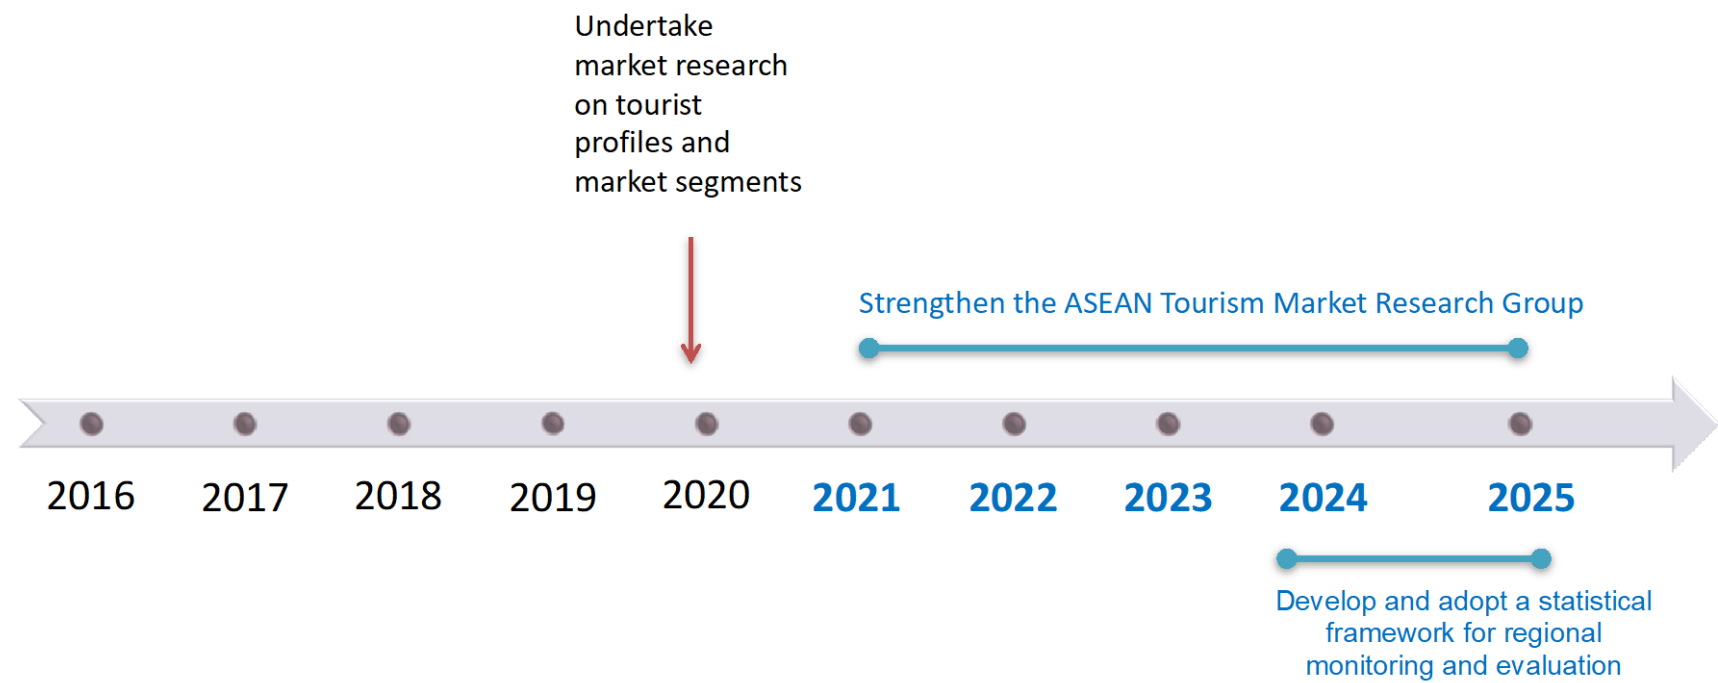 Undertake
market research
on tourist
profiles and
market segments
Strengthen the ASEAN Tourism Market Research Group
2016 2017 2018 2019 2020 2021 2022 2023 2024 2025
Develop and adopt a statistical
framework for regional
monitoring and evaluation